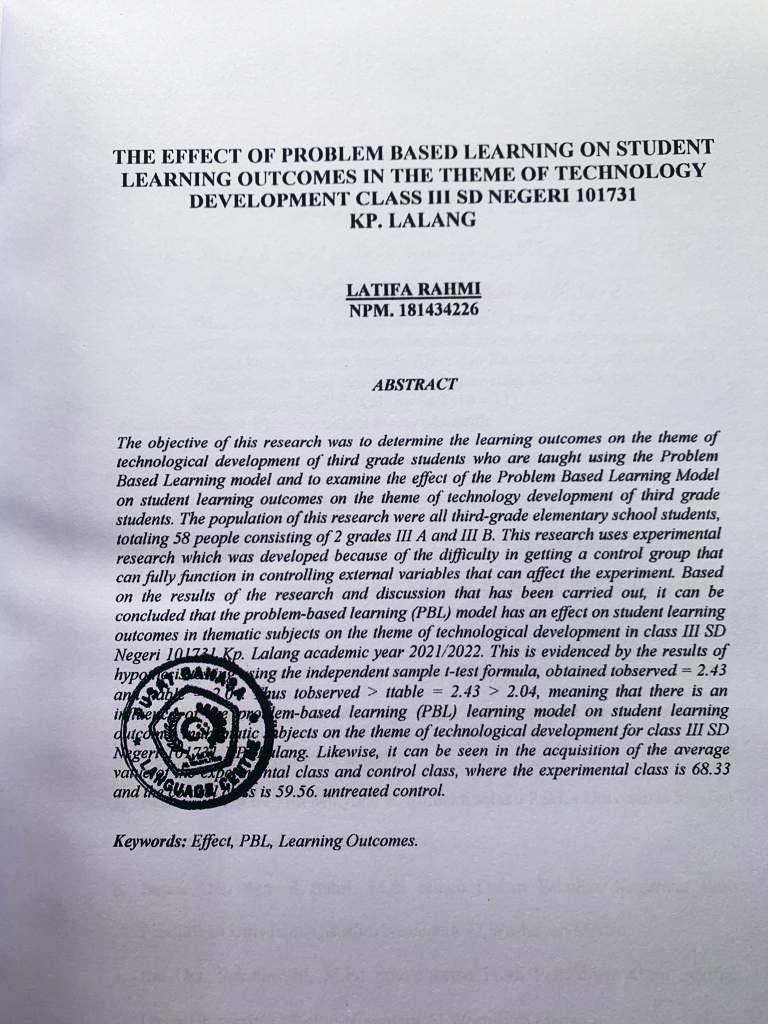 THE EFFECT OF PROBLEM BASED LEARNING ON STUDENT
LEARNING OUTCOMES IN THE THEME OF TECHNOLOGY
DEVELOPMENT CLASS III SD NEGERI 101731
KP. LALANG
LATIFA RAHMI
NPM. 181434226
ABSTRACT
The objective of this research was to determine the learning outcomes on the theme of
technological development of third grade students who are taught using the Problem
Based Learning model and to examine the effect of the Problem Based Learning Model
on student learning outcomes on the theme of technology development of third grade
students. The population of this research were all third-grade elementary school students,
totaling 58 people consisting of 2 grades III A and III B. This research uses experimental
research which was developed because of the difficulty in getting a control group that
can fully function in controlling external variables that can affect the experiment. Based
on the results of the research and discussion that has been carried out, it can be
concluded that the problem-based learning (PBL) model has an effect on student learning
outcomes in thematic subjects on the theme of technological development in class III SD
Negeri 101731 Kp. Lalang academic year 2021/2022. This is evidenced by the results of
using the independent sample t-test formula, obtained tobserved = 2.43
thus tobserved > ttable = 2.43 > 2.04, meaning that there is an
problem-based learning (PBL) learning model on student learning
subjects on the theme of technological development for class III SD
Negeri Lalang. Likewise, it can be seen in the acquisition of the average
experimental class and control class, where the experimental class is 68.33
and the is 59.56. untreated control.
PUSAT BAHASA
LANGUAGE CENTRE
Keywords: Effect, PBL, Learning Outcomes.